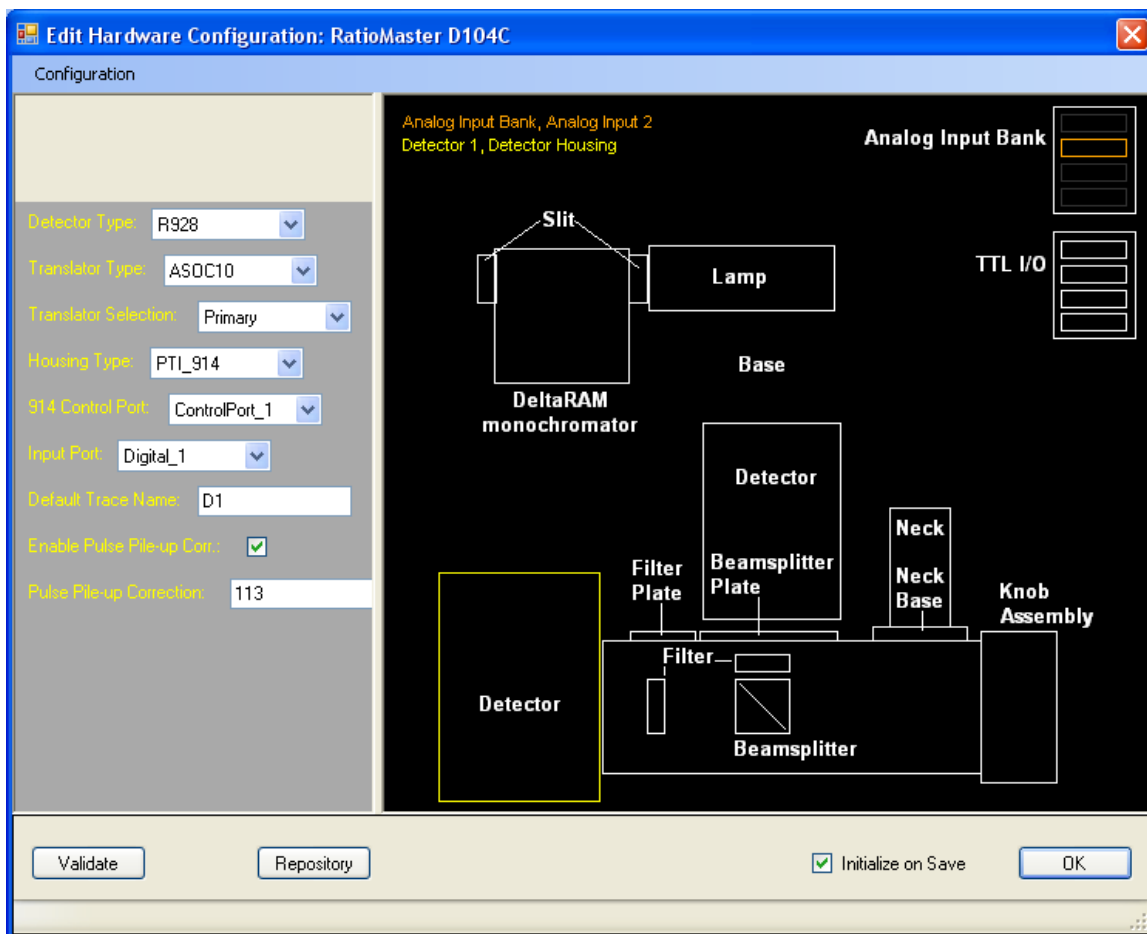 Edit Hardware Configuration: RatioMaster D104C
Configuration
Detector Type: R928
Translator Type: ASOC10
Translator Selection: Primary
Housing Type: PTI_914
914 Control Port: ControlPort_1
Input Port: Digital_1
Default Trace Name: D1
Enable Pulse Pile-up Corr.:
Pulse Pile-up Correction: 113
Analog Input Bank, Analog Input 2
Detector 1, Detector Housing
Analog Input Bank
TTL I/O
Slit
Lamp
Base
DeltaRAM
monochromator
Detector
Beamsplitter
Plate
Filter
Plate
Neck
Neck
Base
Knob
Assembly
Filter
Detector
Beamsplitter
Validate
Repository
Initialize on Save
OK